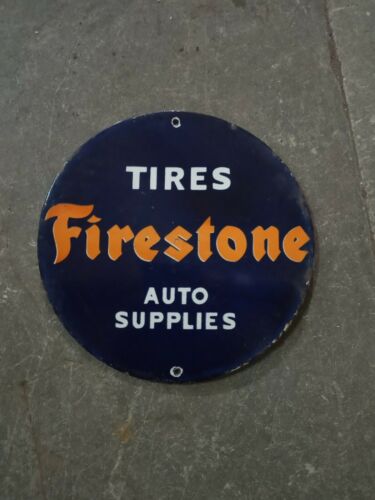 TIRES
Firestone
AUTO
SUPPLIES